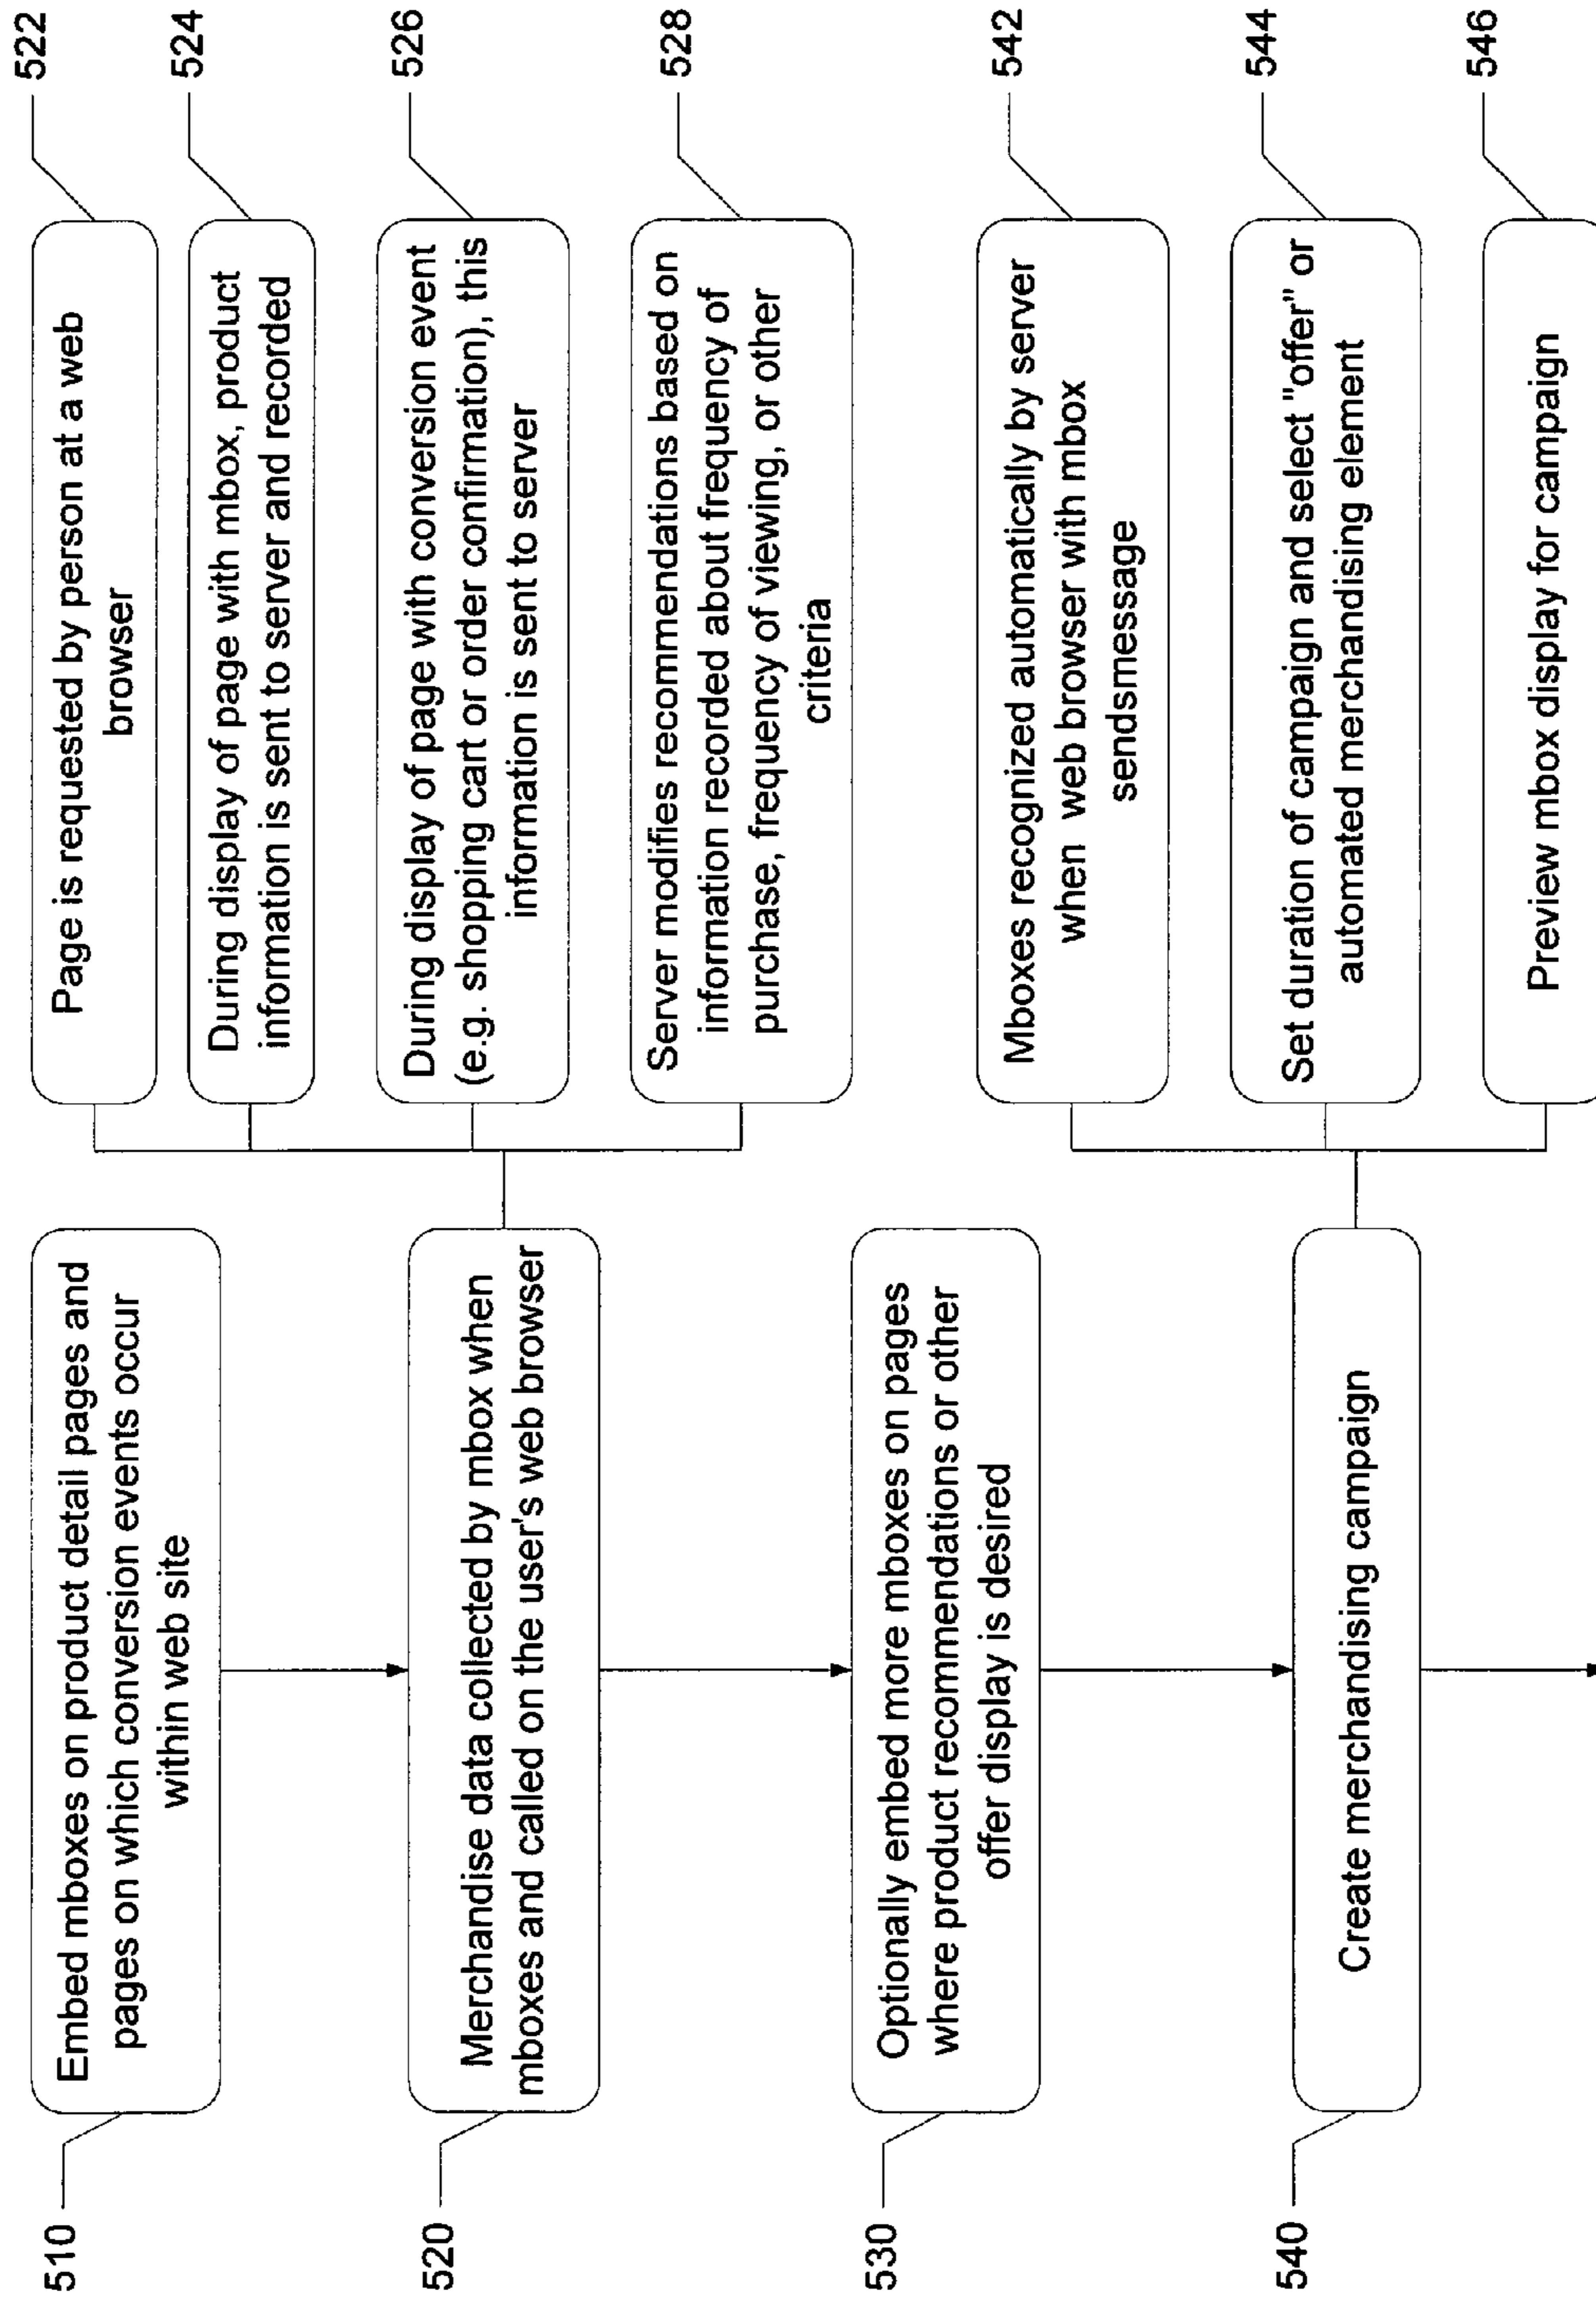 510
Embed mboxes on product detail pages and
pages on which conversion events occur
within web site
520
Merchandise data collected by mbox when
mboxes and called on the user's web browser
Page is requested by person at a web
browser
522
During display of page with mbox, product
information is sent to server and recorded
524
During display of page with conversion event
(e.g. shopping cart or order confirmation), this
information is sent to server
526
Server modifies recommendations based on
information recorded about frequency of
purchase, frequency of viewing, or other
criteria
528
530
Optionally embed more mboxes on pages
where product recommendations or other
offer display is desired
540
Create merchandising campaign
Mboxes recognized automatically by server
when web browser with mbox
sendsmessage
542
Set duration of campaign and select "offer" or
automated merchandising element
544
Preview mbox display for campaign
546